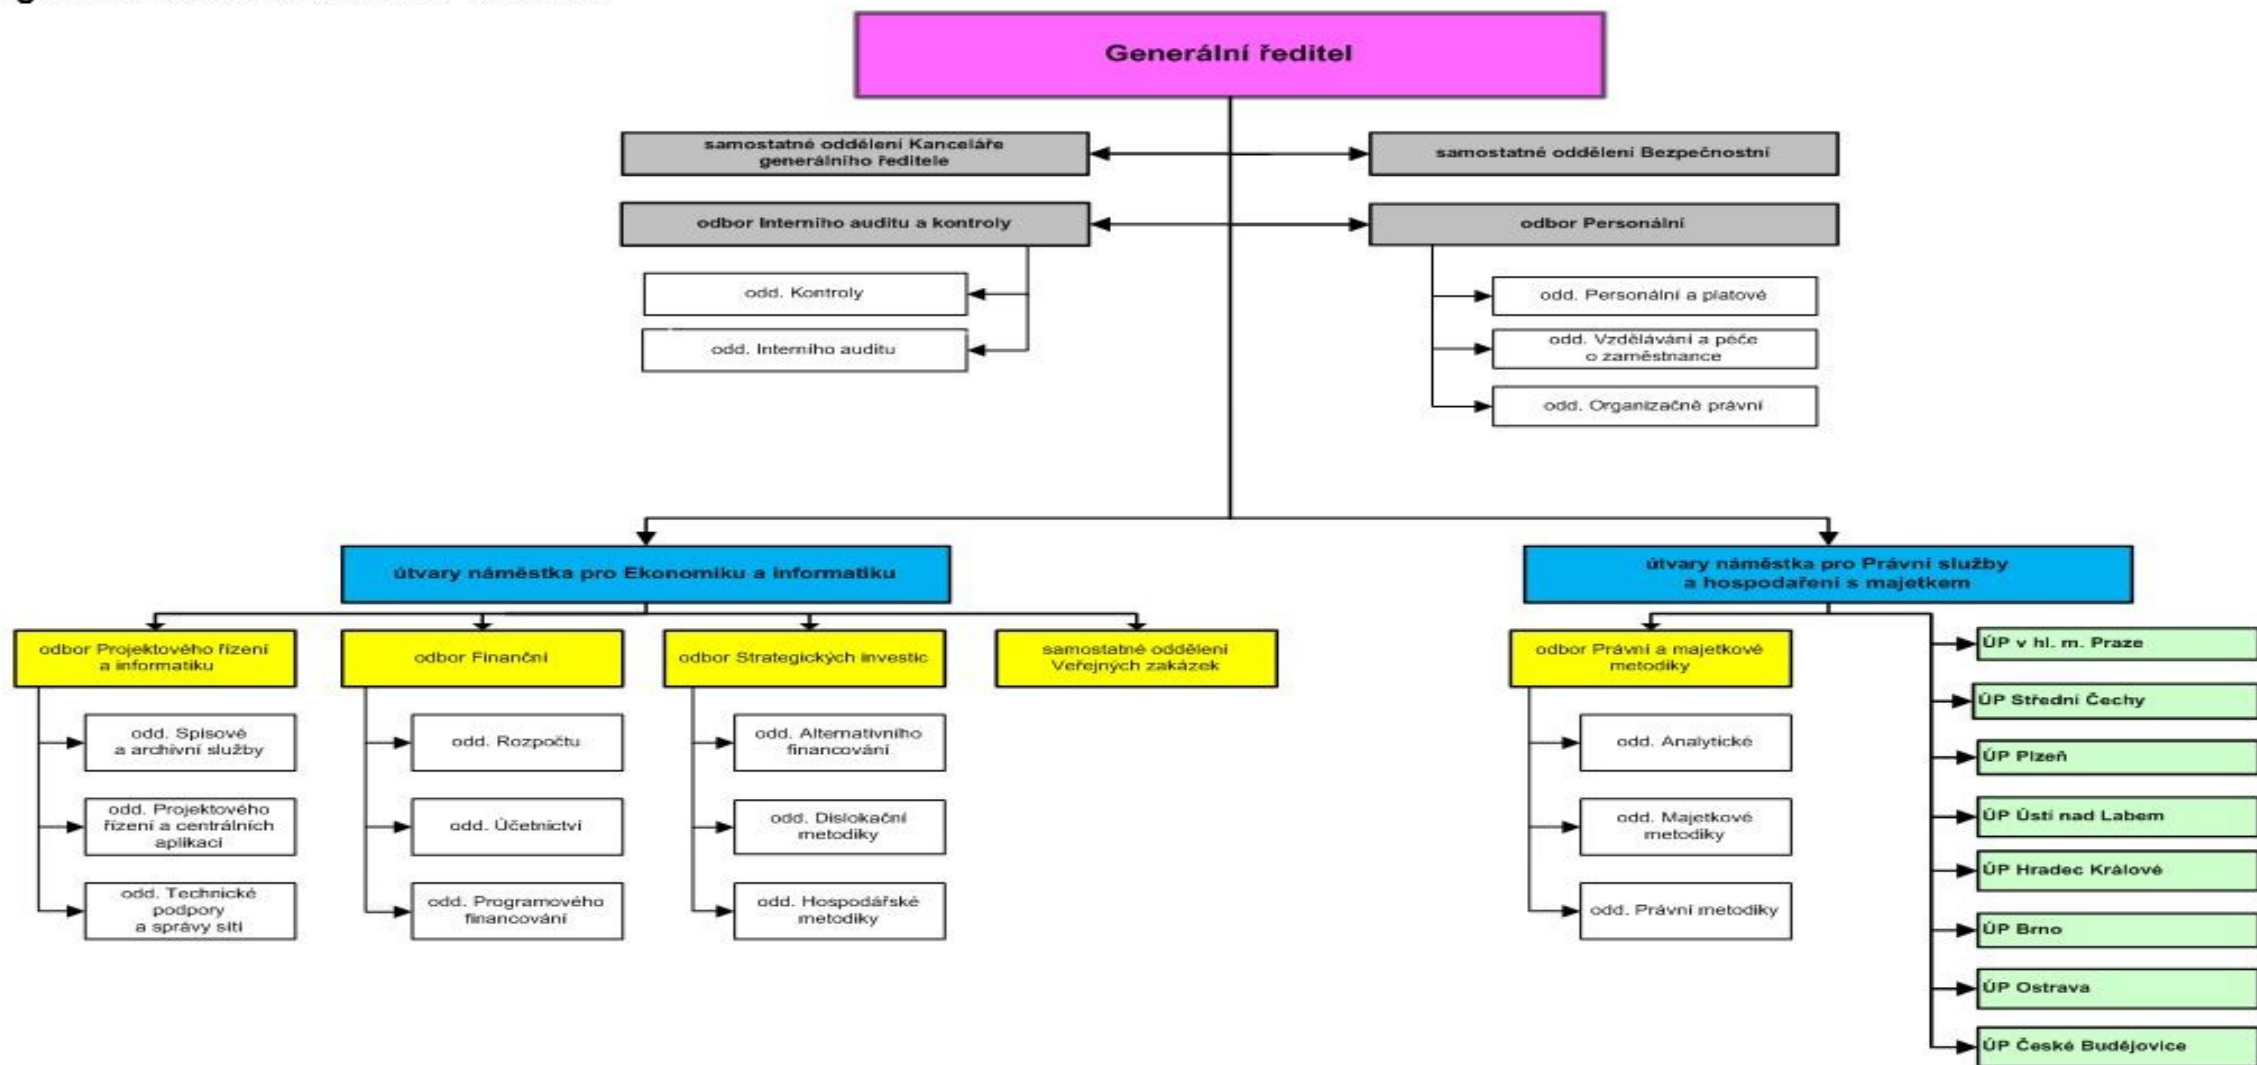 Generální ředitel
samostatné oddělení Kanceláře
generálního ředitele
samostatné oddělení Bezpečnostní
odbor Interního auditu a kontroly
odbor Personální
odd. Kontroly
odd. Interního auditu
odd. Personální a platové
odd. Vzdělávání a péče
o zaměstnance
odd. Organizačně právní
útvary náměstka pro Ekonomiku a informatiku
útvary náměstka pro Právní služby
a hospodaření s majetkem
odbor Projektového řízení
a informatiku
odbor Finanční
odbor Strategických investic
samostatné oddělení
Veřejných zakázek
odbor Právní a majetkové
metodiky
odd. Spisové
a archivní služby
odd. Projektového
řízení a centrálních
aplikací
odd. Technické
podpory
a správy sítí
odd. Rozpočtu
odd. Účetnictví
odd. Programového
financování
odd. Alternativního
financování
odd. Dislokační
metodiky
odd. Hospodářské
metodiky
odd. Analytické
odd. Majetkové
metodiky
odd. Právní metodiky
ÚP v hl. m. Praze
ÚP Střední Čechy
ÚP Plzeň
ÚP Ústí nad Labem
ÚP Hradec Králové
ÚP Brno
ÚP Ostrava
ÚP České Budějovice